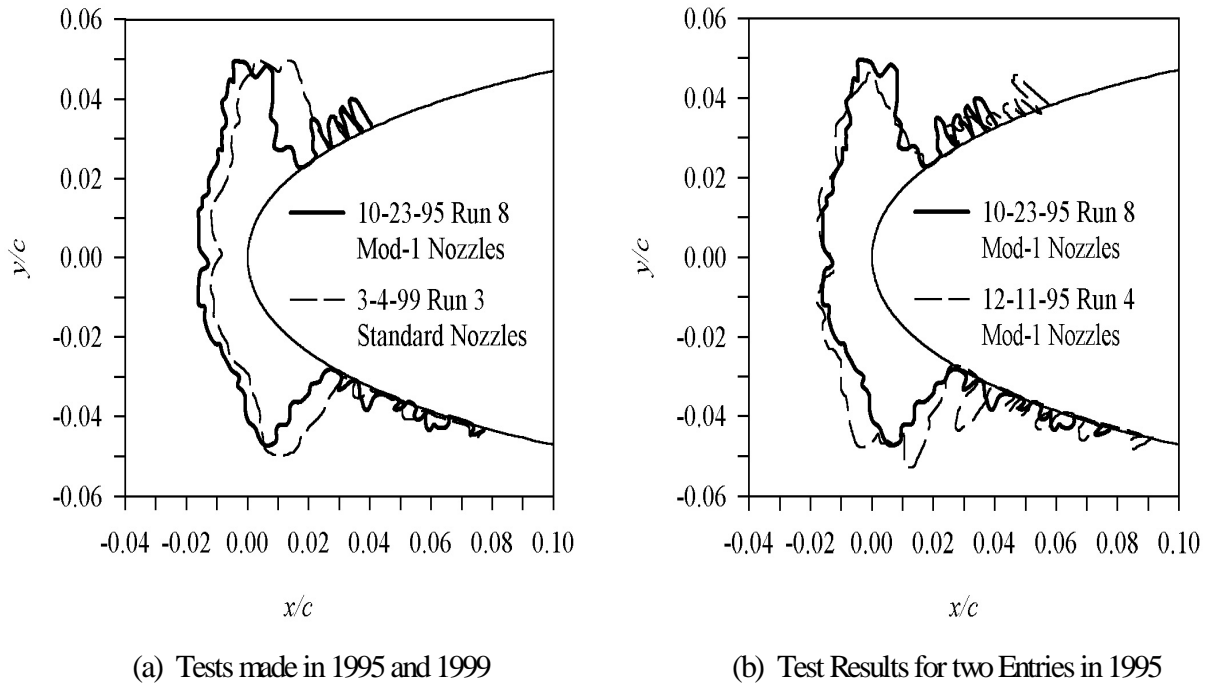 0.06
0.04
0.02
0.00
-0.02
-0.04
-0.06
y/c
-0.04 -0.02 0.00 0.02 0.04 0.06 0.08 0.10
x/c
10-23-95 Run 8
Mod-1 Nozzles
3-4-99 Run 3
Standard Nozzles
(a) Tests made in 1995 and 1999
0.06
0.04
0.02
0.00
-0.02
-0.04
-0.06
y/c
-0.04 -0.02 0.00 0.02 0.04 0.06 0.08 0.10
x/c
10-23-95 Run 8
Mod-1 Nozzles
12-11-95 Run 4
Mod-1 Nozzles
(b) Test Results for two Entries in 1995